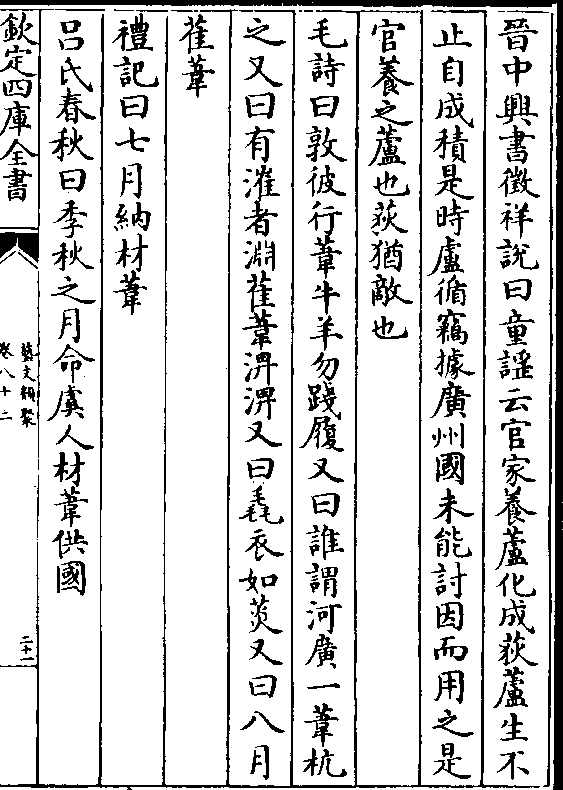 晉中興書徵祥說曰童謡云官家養蘆化成荻蘆生不
止自成積是時盧循竊據廣州國未能討因而用之是
官養之蘆也荻猶敵也
毛詩曰敦彼行葦牛羊勿踐履又曰誰謂河廣一葦杭
之又曰有漼者淵萑葦淠淠又曰毳衣如菼又曰八月
萑葦
禮記曰七月納材葦
吕氏春秋曰季秋之月命虞人材葦供國
欽定四庫全書
藝文類聚
卷八十二
二十一